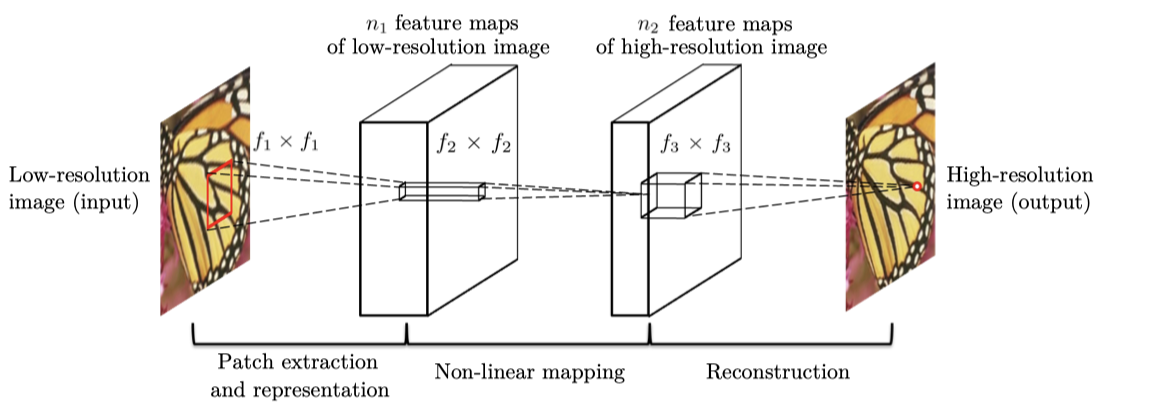 n₁ feature maps
of low-resolution image
n₂ feature maps
of high-resolution image
f₁ × f₁
f₂ × f₂
f₃ × f₃
Low-resolution
image (input)
High-resolution
image (output)
Patch extraction
and representation
Non-linear mapping
Reconstruction